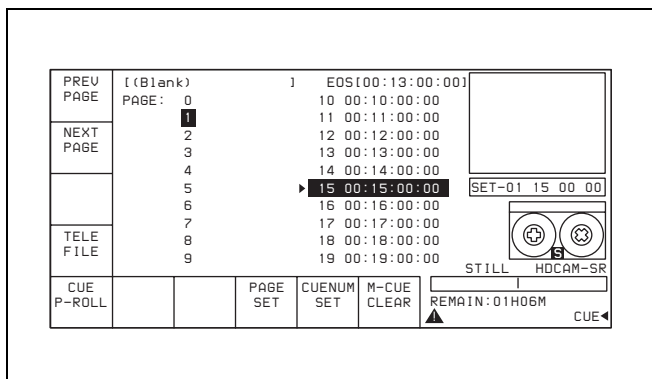 PREV PAGE
NEXT PAGE
TELE FILE
CUE P-ROLL
[(Blank) ] EOS[00:13:00:00]
PAGE: 0
1
2
3
4
5
6
7
8
9
10 00:10:00:00
11 00:11:00:00
12 00:12:00:00
13 00:13:00:00
14 00:14:00:00
15 00:15:00:00
16 00:16:00:00
17 00:17:00:00
18 00:18:00:00
19 00:19:00:00
PAGE SET
CUENUM SET
M-CUE CLEAR
SET-01 15 00 00
S
STILL HDCAM-SR
REMAIN:01H06M
CUE